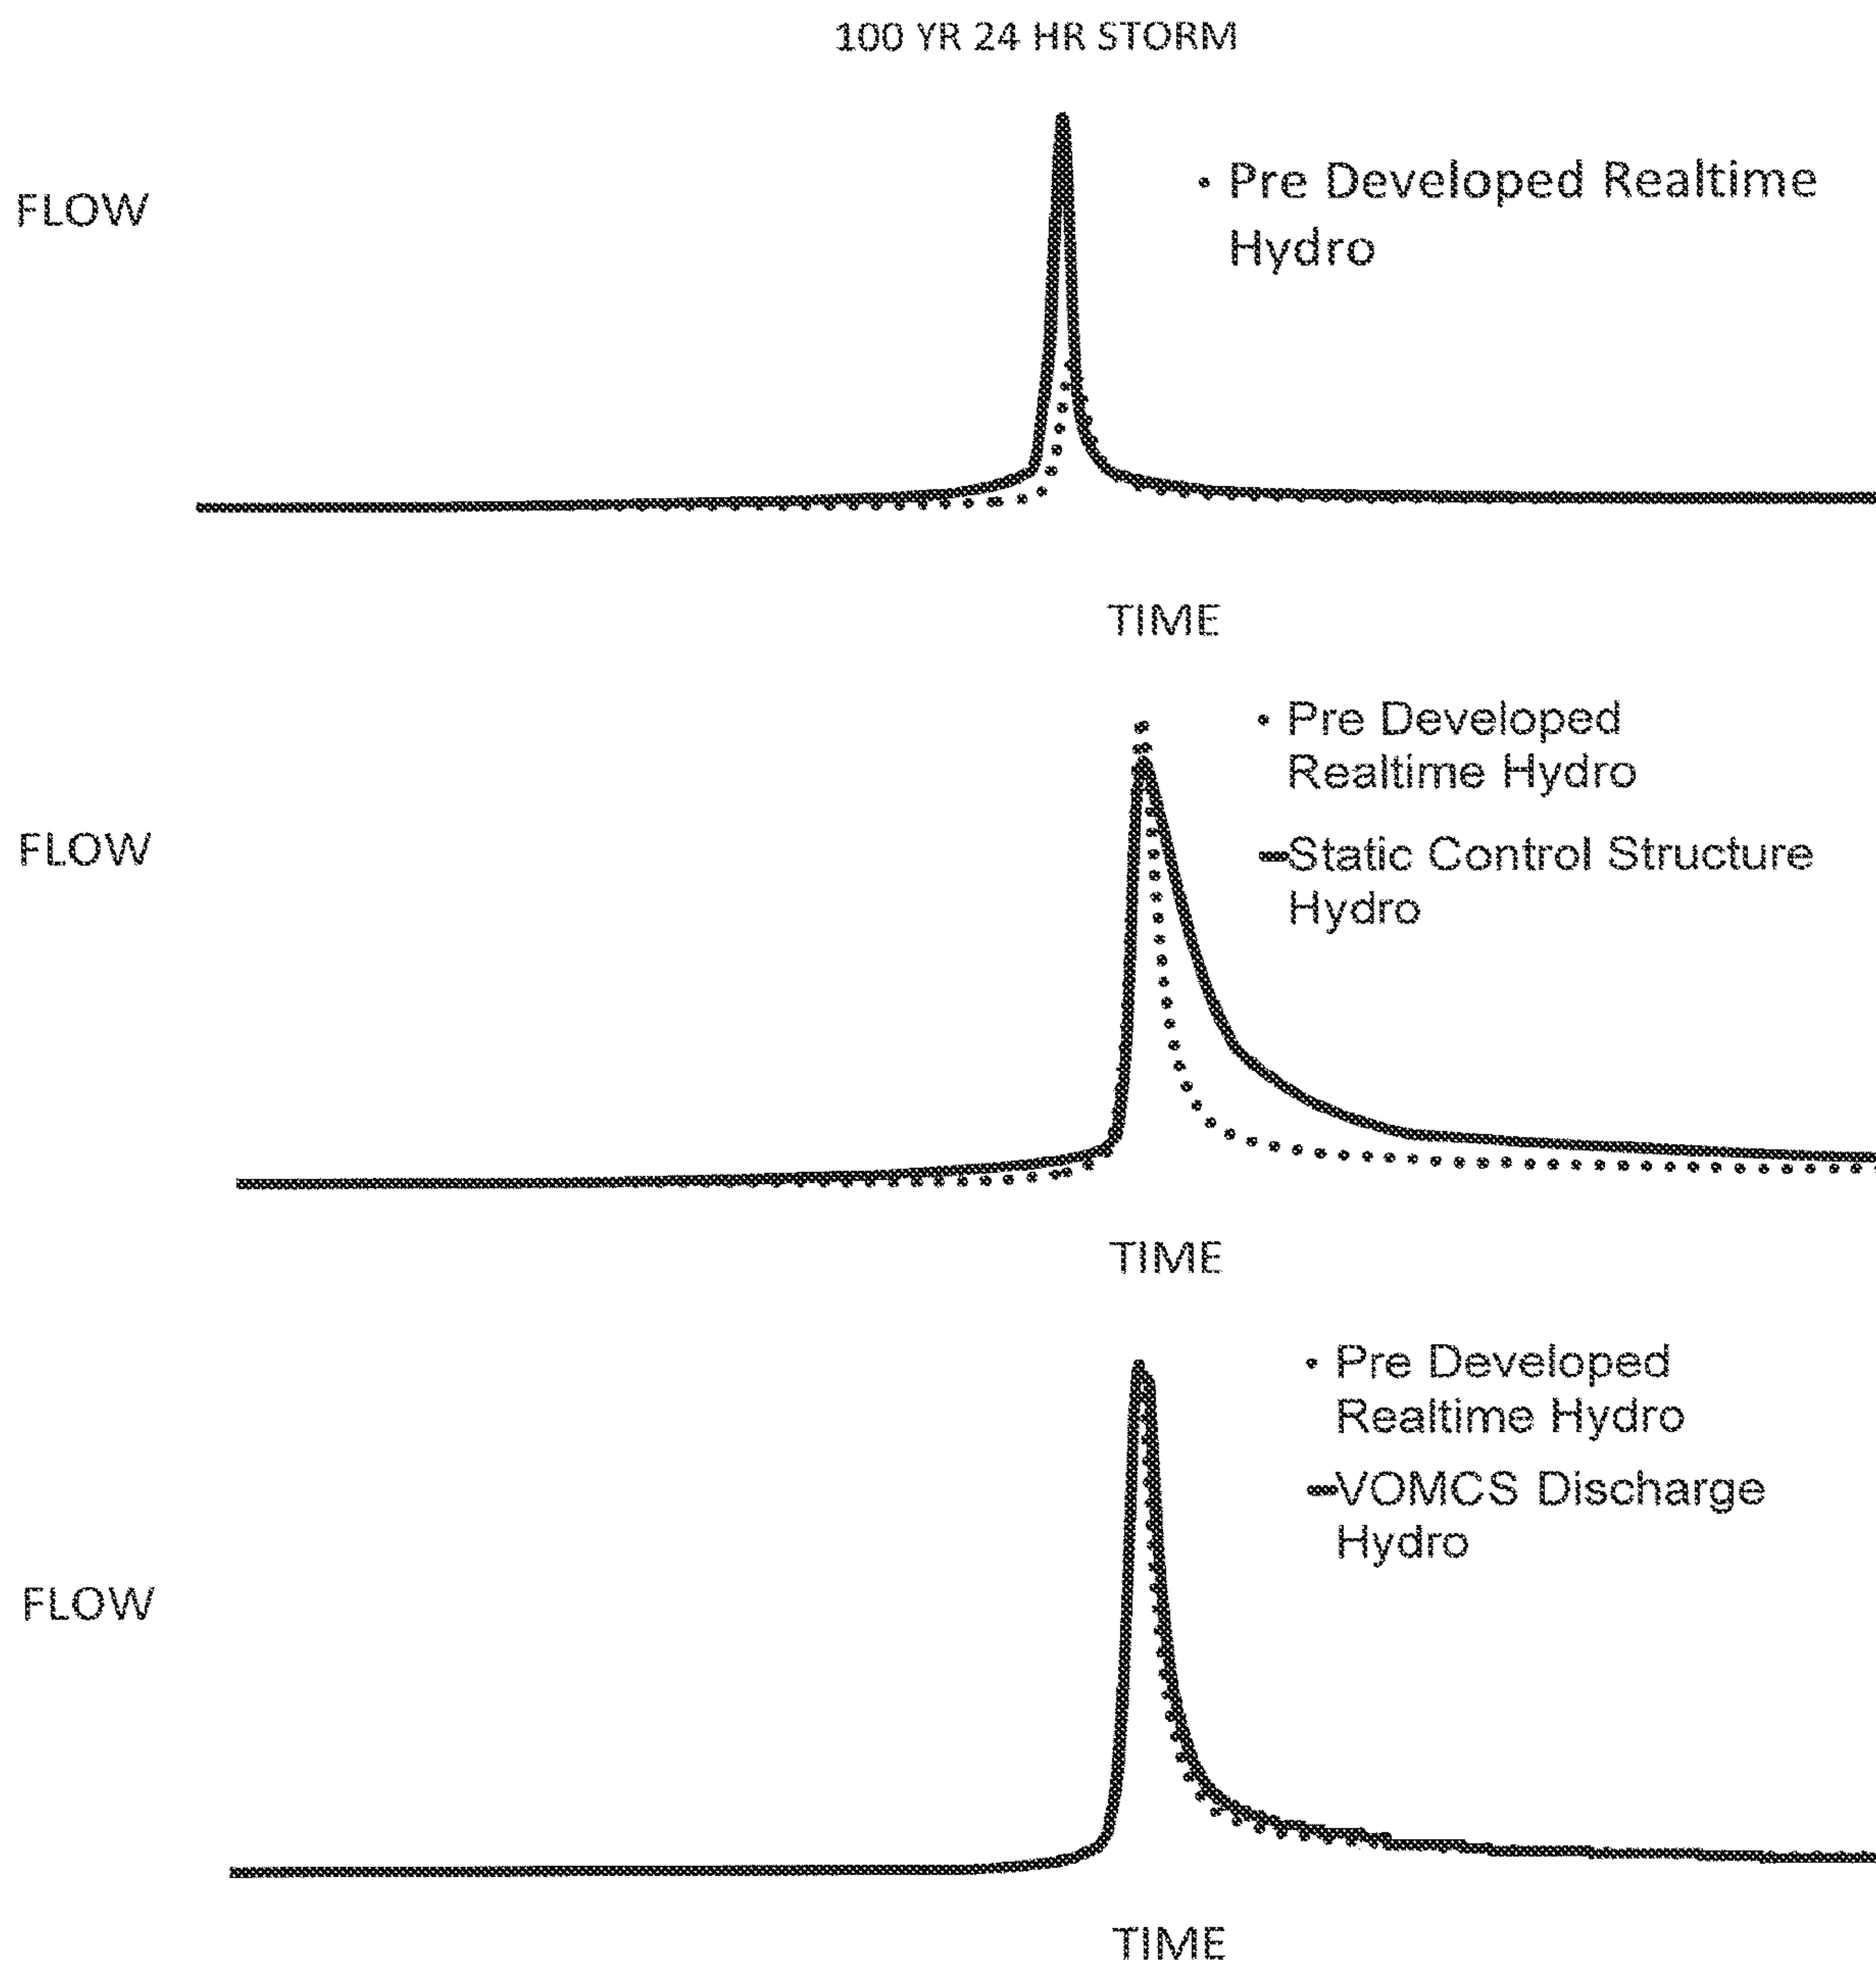 100 YR 24 HR STORM
FLOW
• Pre Developed Realtime
Hydro
TIME
• Pre Developed
Realtime Hydro
FLOW
Static Control Structure
Hydro
TIME
• Pre Developed
Realtime Hydro
VOMCS Discharge
Hydro
FLOW
TIME